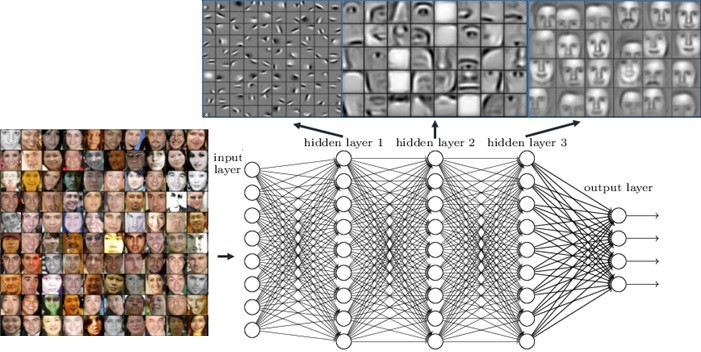 hidden layer 1
hidden layer 2
hidden layer 3
input
layer
output layer